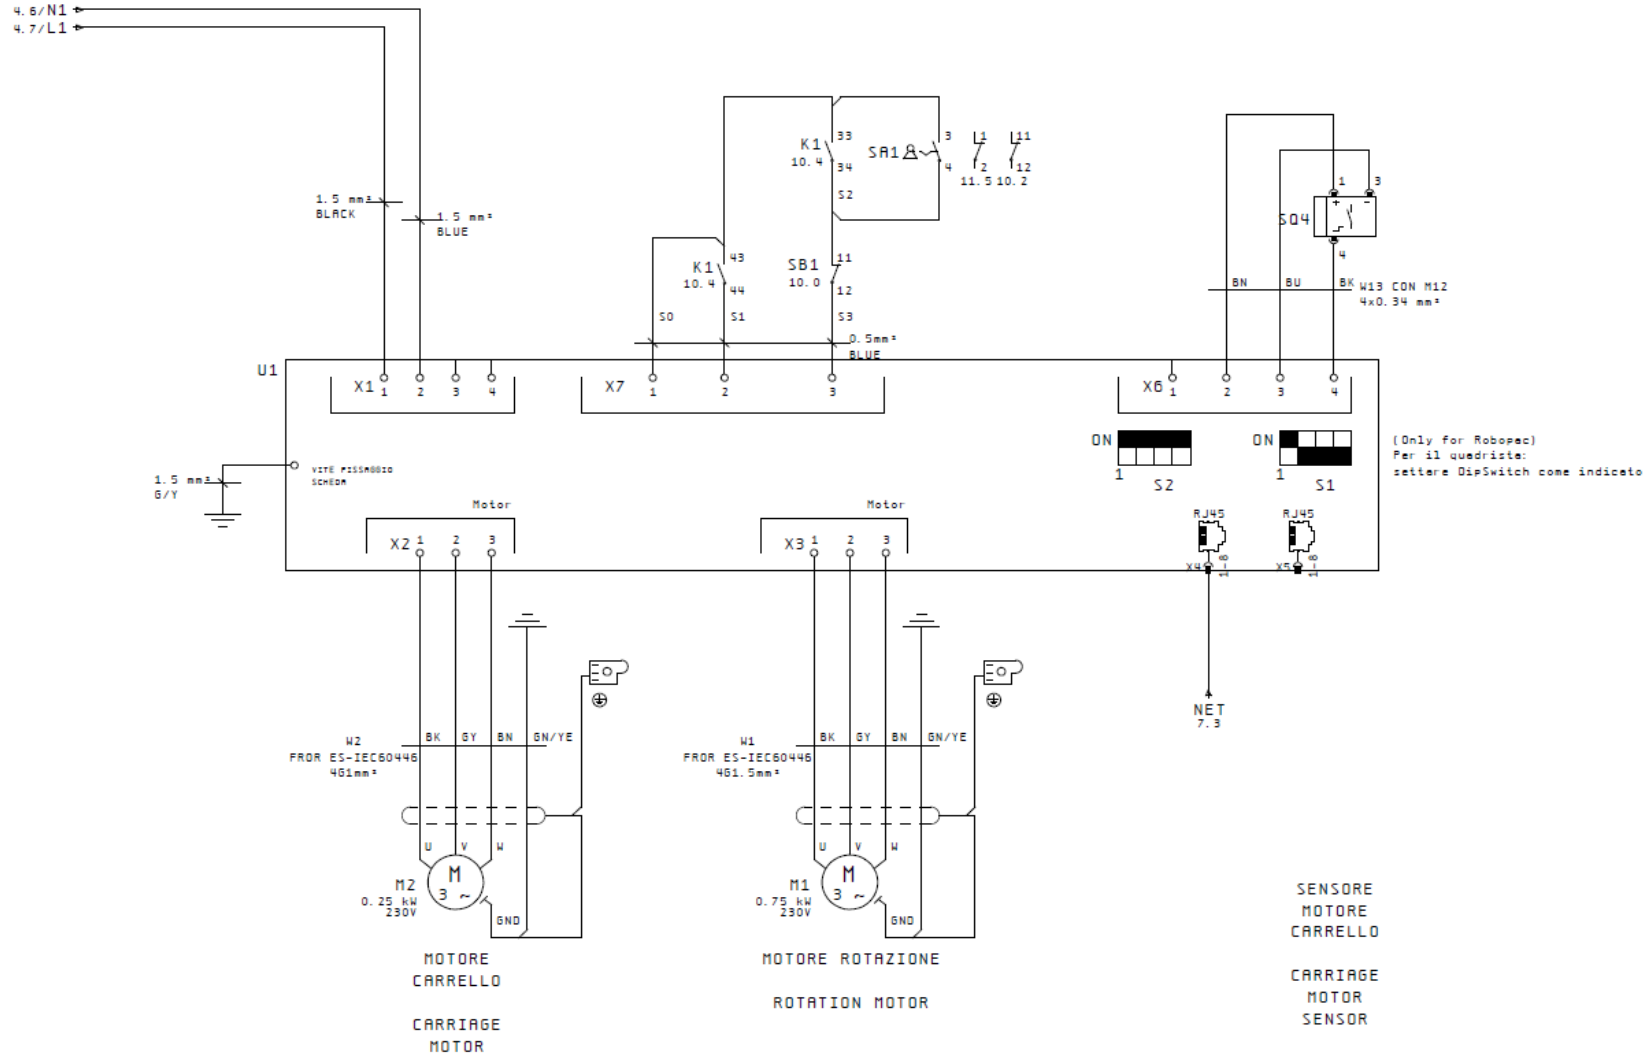 4.6/N1
4.7/L1
1.5 mm²
BLACK
1.5 mm²
BLUE
K1
10.4
33
34
S2
SA1
3
4
1
2
11.5
11
12
10.2
K1
10.4
43
44
SB1
10.0
11
12
S0
S1
S3
0.5mm²
BLUE
1
3
+
-
SQ4
4
BN
BU
BK
W13 CON M12
4x0.34 mm²
U1
X1
1
2
3
4
X7
1
2
3
X6
1
2
3
4
ON
1
S2
ON
1
S1
(Only for Robopac)
Per il quadrista:
settare DipSwitch come indicato
VITE FISSAGGIO
SCHEDA
1.5 mm²
G/Y
Motor
X2
1
2
3
Motor
X3
1
2
3
RJ45
X4
1-8
RJ45
X5
1-8
NET
7.3
W2
FROR ES-IEC60446
4G1mm²
BK
GY
BN
GN/YE
W1
FROR ES-IEC60446
4G1.5mm²
BK
GY
BN
GN/YE
U
V
W
M
3 ~
M2
0.25 kW
230V
GND
U
V
W
M
3 ~
M1
0.75 kW
230V
GND
MOTORE
CARRELLO
CARRIAGE
MOTOR
MOTORE ROTAZIONE
ROTATION MOTOR
SENSORE
MOTORE
CARRELLO
CARRIAGE
MOTOR
SENSOR